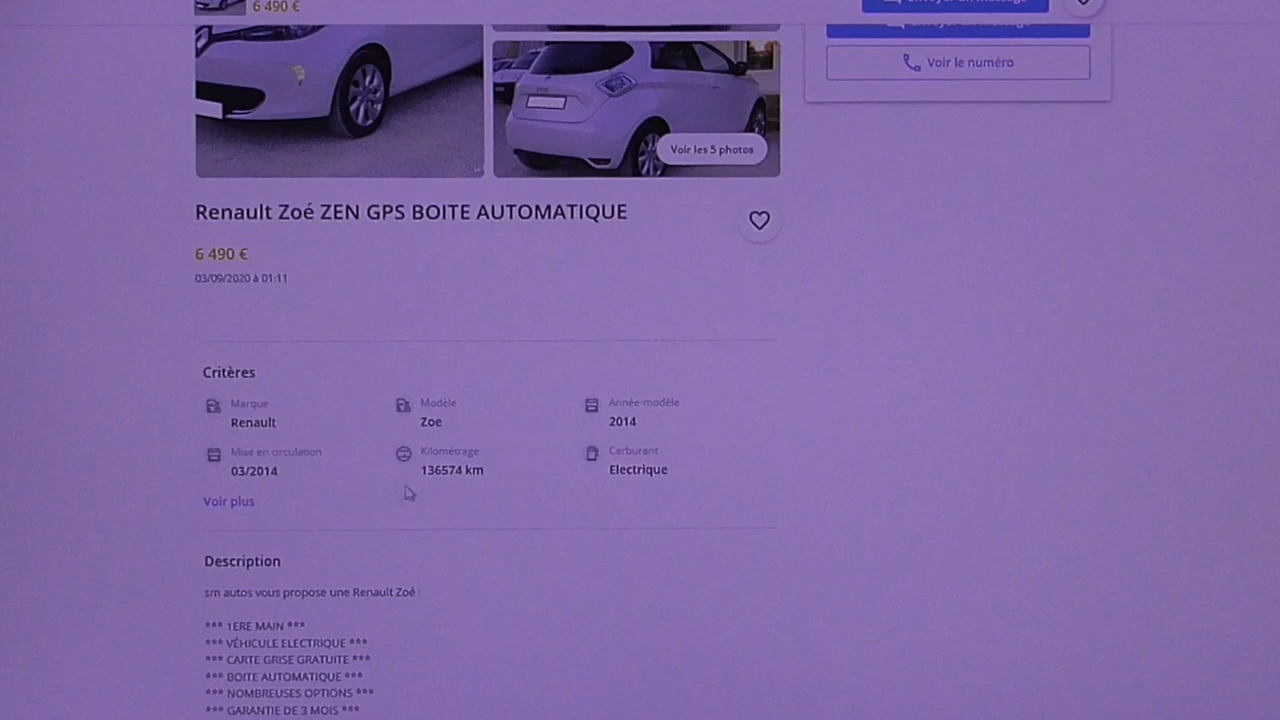 6 490 €
Voir le numéro
Voir les 5 photos
Renault Zoé ZEN GPS BOITE AUTOMATIQUE
6 490 €
03/09/2020 à 01:11
Critères
Marque
Renault
Modèle
Zoe
Année-modèle
2014
Mise en circulation
03/2014
Kilométrage
136574 km
Carburant
Electrique
Voir plus
Description
sm autos vous propose une Renault Zoé
*** 1ERE MAIN ***
*** VÉHICULE ELECTRIQUE ***
*** CARTE GRISE GRATUITE ***
*** BOITE AUTOMATIQUE ***
*** NOMBREUSES OPTIONS ***
*** GARANTIE DE 3 MOIS ***